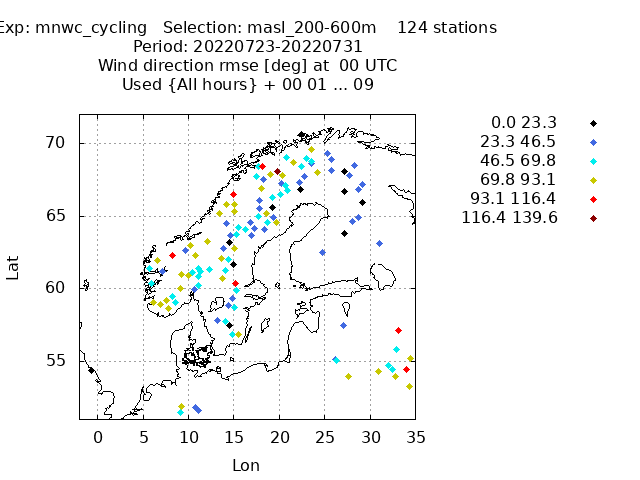 Exp: mnwc_cycling   Selection: masl_200-600m    124 stations
Period: 20220723-20220731
Wind direction rmse [deg] at  00 UTC
Used {All hours} + 00 01 ... 09
0.0 23.3
23.3 46.5
46.5 69.8
69.8 93.1
93.1 116.4
116.4 139.6
70
65
60
55
Lat
0 5 10 15 20 25 30 35
Lon